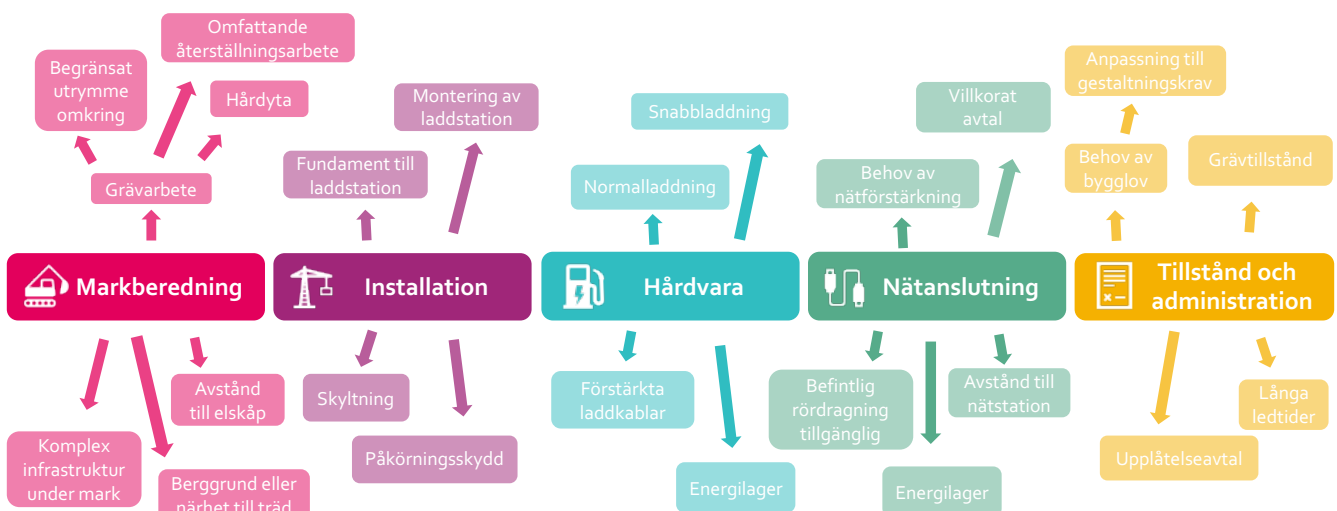 Omfattande
återställningsarbete
Begränsat
utrymme
omkring
Hårdyta
Grävarbete
Montering av
laddstation
Fundament till
laddstation
Snabbladdning
Normalladdning
Villkorat
avtal
Behov av
nätförstärkning
Anpassning till
gestaltningskrav
Behov av
bygglov
Grävtillstånd
Markberedning
Installation
Hårdvara
Nätanslutning
Tillstånd och
administration
Avstånd
till elskåp
Komplex
infrastruktur
under mark
Berggrund eller
närhet till träd
Skyltning
Påkörningsskydd
Förstärkta
laddkablar
Energilager
Befintlig
rördragning
tillgänglig
Avstånd till
nätstation
Energilager
Långa
ledtider
Upplåtelseavtal